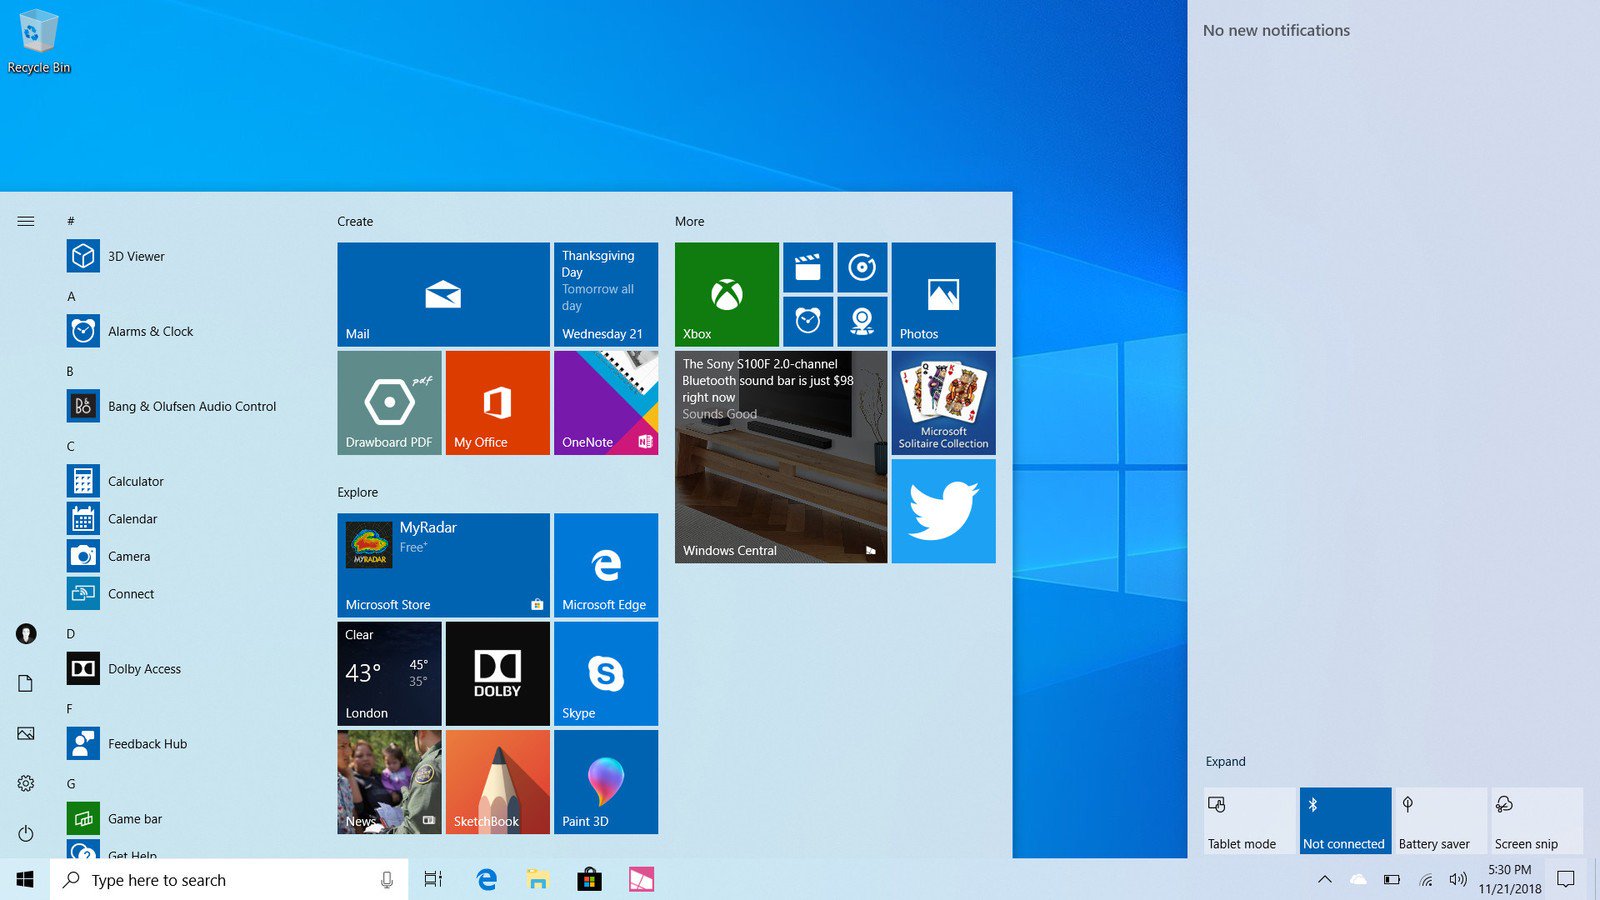 Recycle Bin
#
3D Viewer
A
Alarms & Clock
B
Bang & Olufsen Audio Control
C
Calculator
Calendar
Camera
Connect
D
Dolby Access
F
Feedback Hub
G
Game bar
Get Help
Create
Mail
Thanksgiving
Day
Tomorrow all
day
Wednesday 21
pdf
Drawboard PDF
My Office
OneNote
N
Explore
MYRADAR
MyRadar
Free+
Microsoft Store
Microsoft Edge
Clear
43°
45°
35°
London
DOLBY
S
Skype
News
SketchBook
Paint 3D
More
Xbox
Photos
The Sony S100F 2.0-channel
Bluetooth sound bar is just $98
right now
Sounds Good
Windows Central
J
Q
K
Microsoft
Solitaire Collection
No new notifications
Expand
Tablet mode
Not connected
Battery saver
Screen snip
Type here to search
5:30 PM
11/21/2018